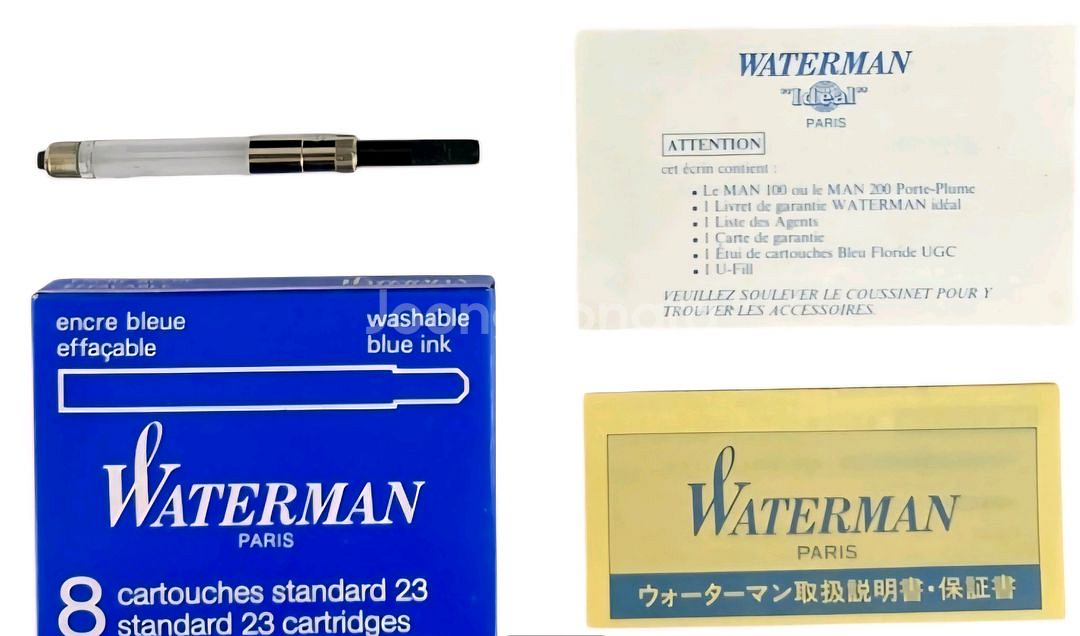 WATERMAN
"Idéal"
PARIS
ATTENTION
cet écrin contient :
• Le MAN 100 ou le MAN 200 Porte-Plume
• 1 Livret de garantie WATERMAN idéal
• 1 Liste des Agents
• 1 Carte de garantie
• 1 Étui de cartouches Bleu Floride UGC
• 1 U-Fill
VEUILLEZ SOULEVER LE COUSSINET POUR Y
TROUVER LES ACCESSOIRES.
encre bleue
effaçable
washable
blue ink
WATERMAN
PARIS
8 cartouches standard 23
standard 23 cartridges
WATERMAN
PARIS
ウォーターマン取扱説明書・保証書